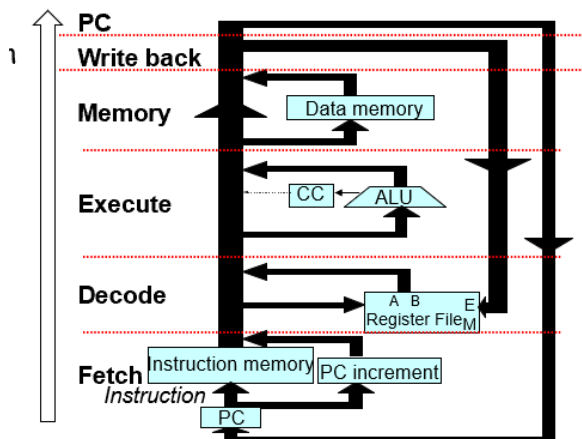 PC
Write back
Memory
Data memory
Execute
CC
ALU
Decode
A B
E
Register File
M
Fetch
Instruction memory
PC increment
Instruction
PC